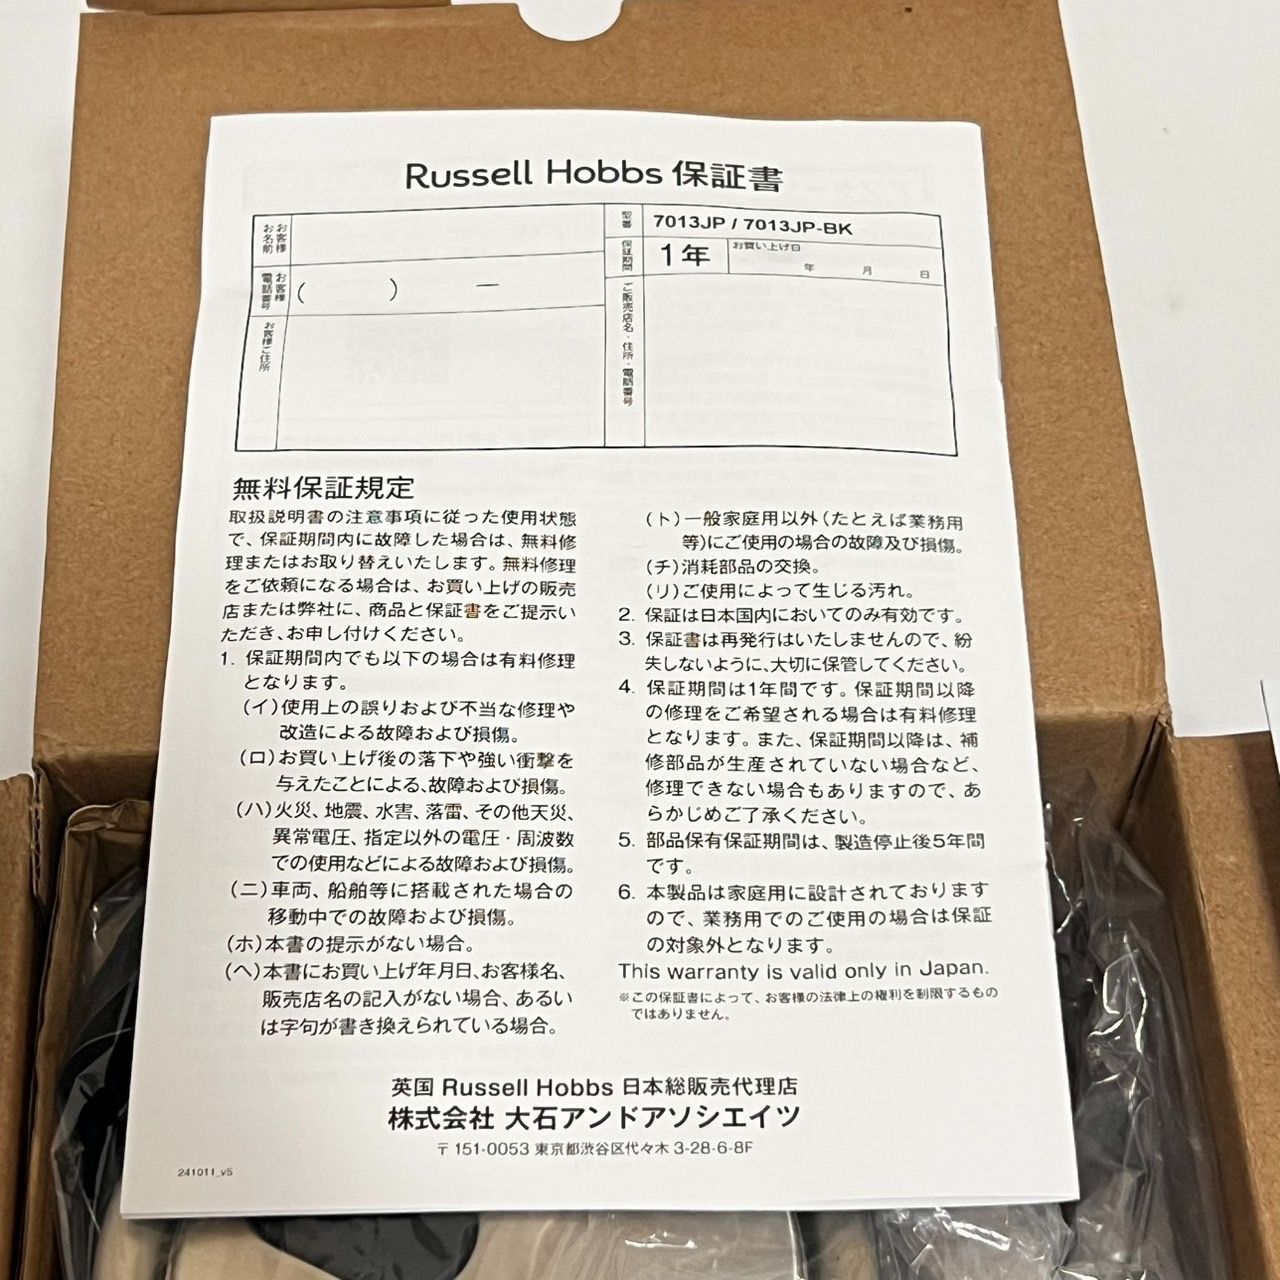 Russell Hobbs 保証書
お客様
お名前
型番
7013JP / 7013JP-BK
保証期間
1年
お買い上げ日
年 月 日
お客様
電話番号
( ) ー
お客様ご住所
ご販売店名・住所・電話番号
無料保証規定
取扱説明書の注意事項に従った使用状態
で、保証期間内に故障した場合は、無料修
理またはお取り替えいたします。無料修理
をご依頼になる場合は、お買い上げの販売
店または弊社に、商品と保証書をご提示い
ただき、お申し付けください。
1. 保証期間内でも以下の場合は有料修理
となります。
(イ)使用上の誤りおよび不当な修理や
改造による故障および損傷。
(ロ)お買い上げ後の落下や強い衝撃を
与えたことによる、故障および損傷。
(ハ)火災、地震、水害、落雷、その他天災、
異常電圧、指定以外の電圧・周波数
での使用などによる故障および損傷。
(ニ)車両、船舶等に搭載された場合の
移動中での故障および損傷。
(ホ)本書の提示がない場合。
(ヘ)本書にお買い上げ年月日、お客様名、
販売店名の記入がない場合、あるい
は字句が書き換えられている場合。
(ト)一般家庭用以外(たとえば業務用
等)にご使用の場合の故障及び損傷。
(チ)消耗部品の交換。
(リ)ご使用によって生じる汚れ。
2. 保証は日本国内においてのみ有効です。
3. 保証書は再発行はいたしませんので、紛
失しないように、大切に保管してください。
4. 保証期間は1年間です。保証期間以降
の修理をご希望される場合は有料修理
となります。また、保証期間以降は、補
修部品が生産されていない場合など、
修理できない場合もありますので、あ
らかじめご了承ください。
5. 部品保有保証期間は、製造停止後5年間
です。
6. 本製品は家庭用に設計されております
ので、業務用でのご使用の場合は保証
の対象外となります。
This warranty is valid only in Japan.
※この保証書によって、お客様の法律上の権利を制限するもの
ではありません。
英国 Russell Hobbs 日本総販売代理店
株式会社 大石アンドアソシエイツ
〒151-0053 東京都渋谷区代々木 3-28-6-8F
241011_v5